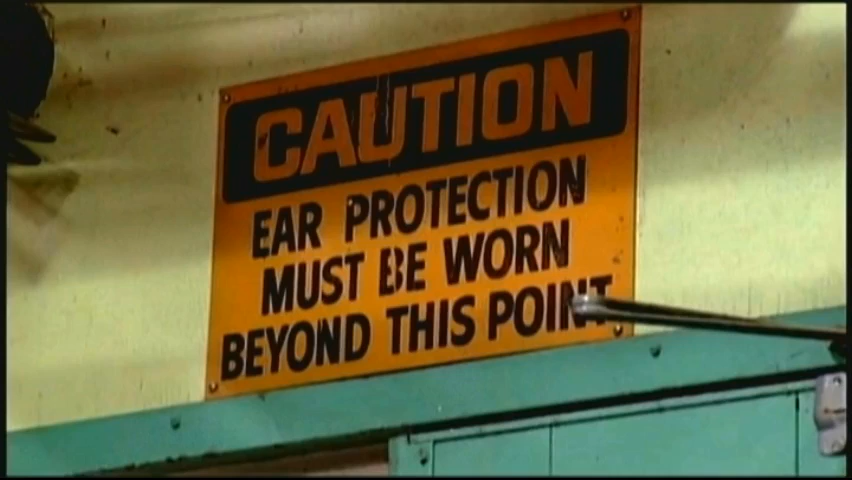 CAUTION
EAR PROTECTION
MUST BE WORN
BEYOND THIS POINT